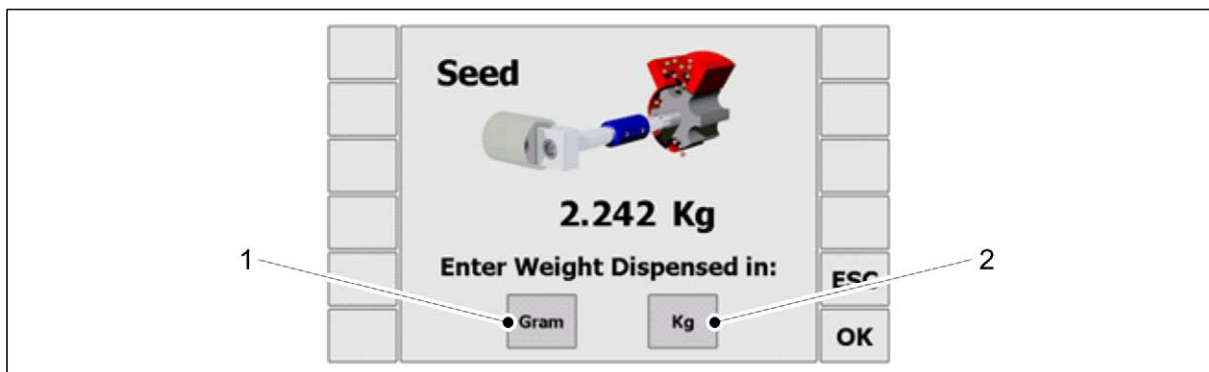 Seed
2.242 Kg
1
Enter Weight Dispensed in:
ESC
2
Gram
Kg
OK